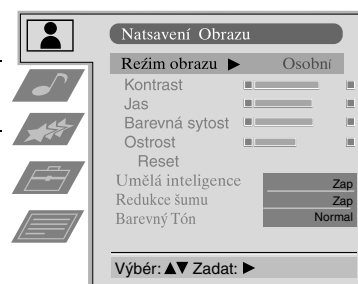 Natsavení Obrazu
Režim obrazu ▶ Osobní
Kontrast
Jas
Barevná sytost
Ostrost
Reset
Umělá inteligence Zap
Redukce šumu Zap
Barevný Tón Normal
Výběr: ▲▼ Zadat: ▶